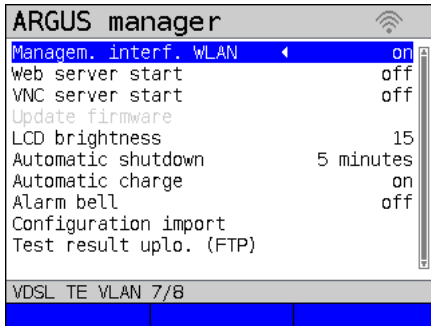 ARGUS manager
Managem. interf. WLAN on
Web server start off
VNC server start off
Update firmware
LCD brightness 15
Automatic shutdown 5 minutes
Automatic charge on
Alarm bell off
Configuration import
Test result uplo. (FTP)
VDSL TE VLAN 7/8